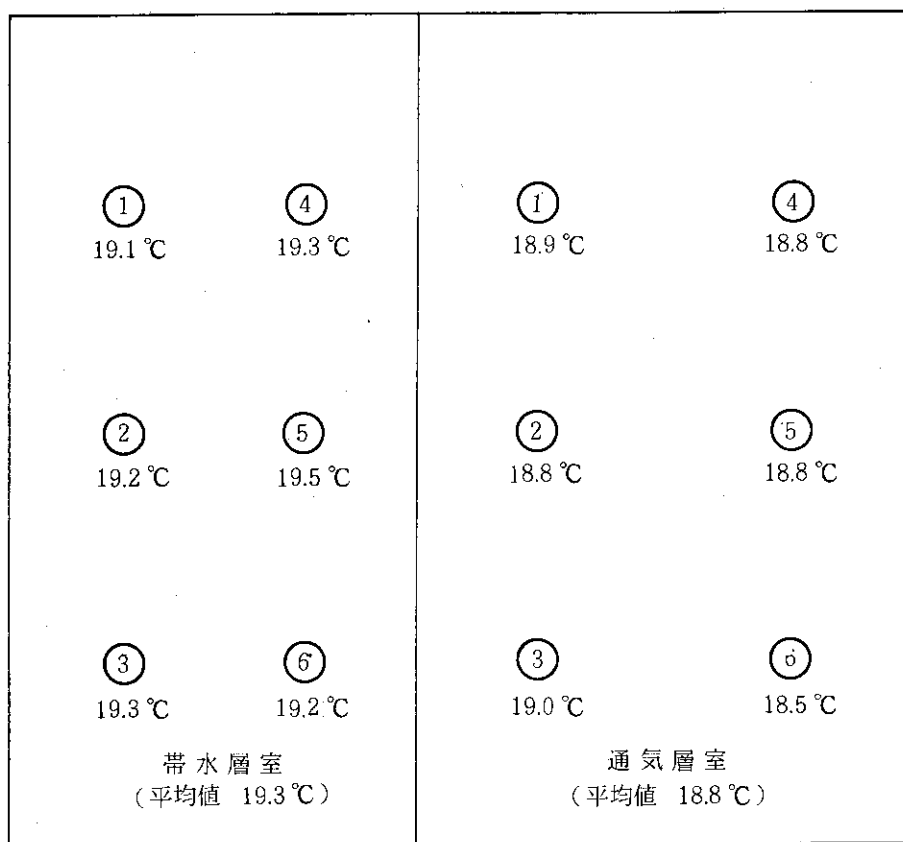 ① ④ ① ④
19.1 ℃ 19.3 ℃ 18.9 ℃ 18.8 ℃
② ⑤ ② ⑤
19.2 ℃ 19.5 ℃ 18.8 ℃ 18.8 ℃
③ ⑥ ③ ⑥
19.3 ℃ 19.2 ℃ 19.0 ℃ 18.5 ℃
帯水層室 通気層室
(平均値 19.3 ℃) (平均値 18.8 ℃)